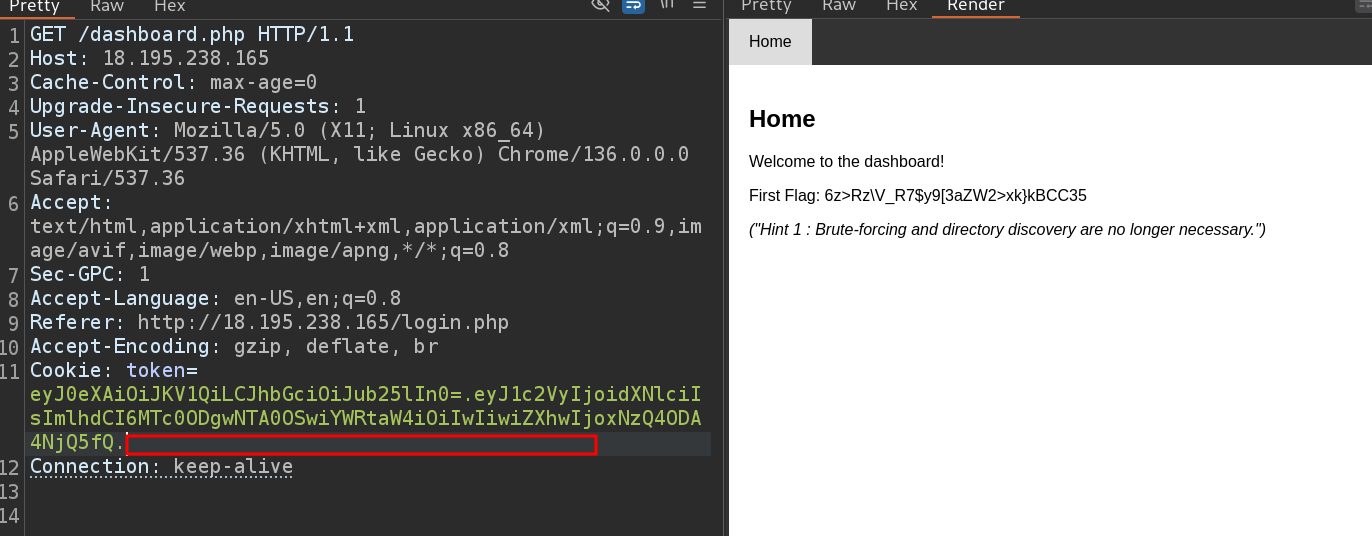 Pretty Raw Hex \n
1 GET /dashboard.php HTTP/1.1
2 Host: 18.195.238.165
3 Cache-Control: max-age=0
4 Upgrade-Insecure-Requests: 1
5 User-Agent: Mozilla/5.0 (X11; Linux x86_64)
AppleWebKit/537.36 (KHTML, like Gecko) Chrome/136.0.0.0
Safari/537.36
6 Accept:
text/html,application/xhtml+xml,application/xml;q=0.9,im
age/avif,image/webp,image/apng,*/*;q=0.8
7 Sec-GPC: 1
8 Accept-Language: en-US,en;q=0.8
9 Referer: http://18.195.238.165/login.php
10 Accept-Encoding: gzip, deflate, br
11 Cookie: token=
eyJ0eXAiOiJKV1QiLCJhbGciOiJub25lIn0=.eyJ1c2VyIjoidXNlciI
sImlhdCI6MTc0ODgwNTA0OSwiYWRtaW4iOiIwIiwiZXhwIjoxNzQ4ODA
4NjQ5fQ.
12 Connection: keep-alive
13
14
Pretty Raw Hex Render
Home
Home
Welcome to the dashboard!
First Flag: 6z>Rz\V_R7$y9[3aZW2>xk}kBCC35
("Hint 1 : Brute-forcing and directory discovery are no longer necessary.")